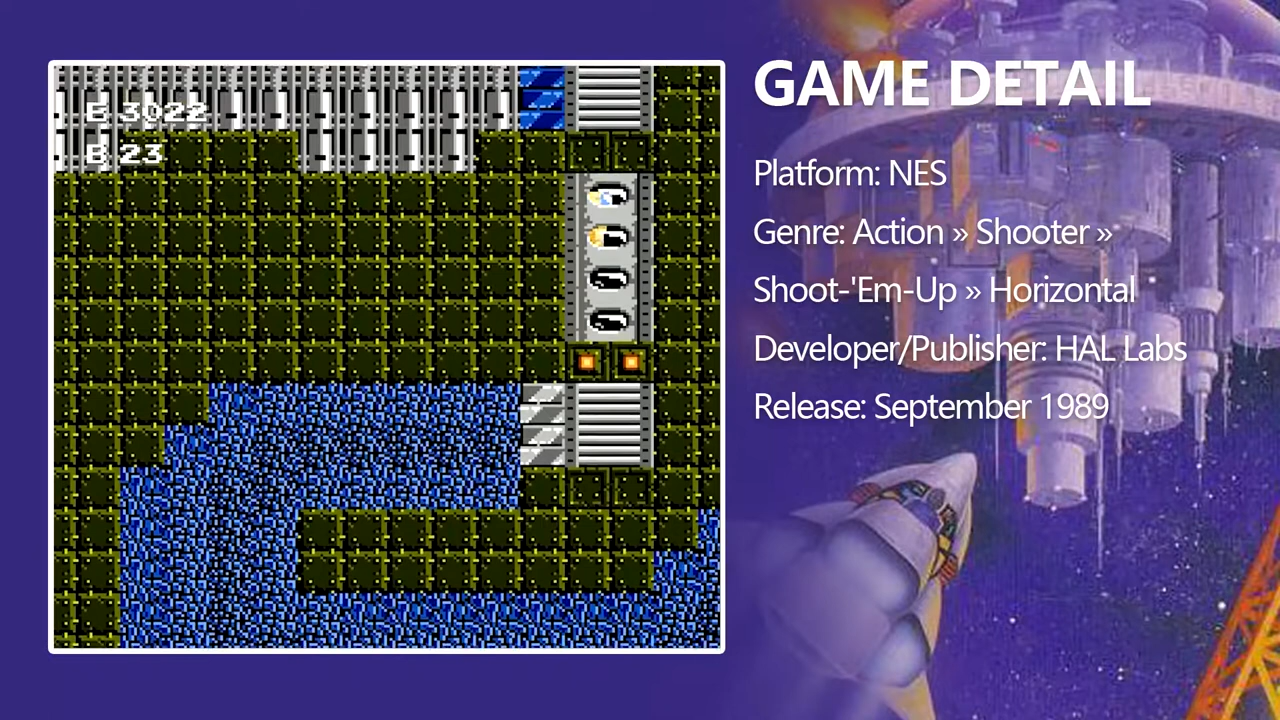 E 3022
B 23
GAME DETAIL
Platform: NES
Genre: Action » Shooter »
Shoot-'Em-Up » Horizontal
Developer/Publisher: HAL Labs
Release: September 1989